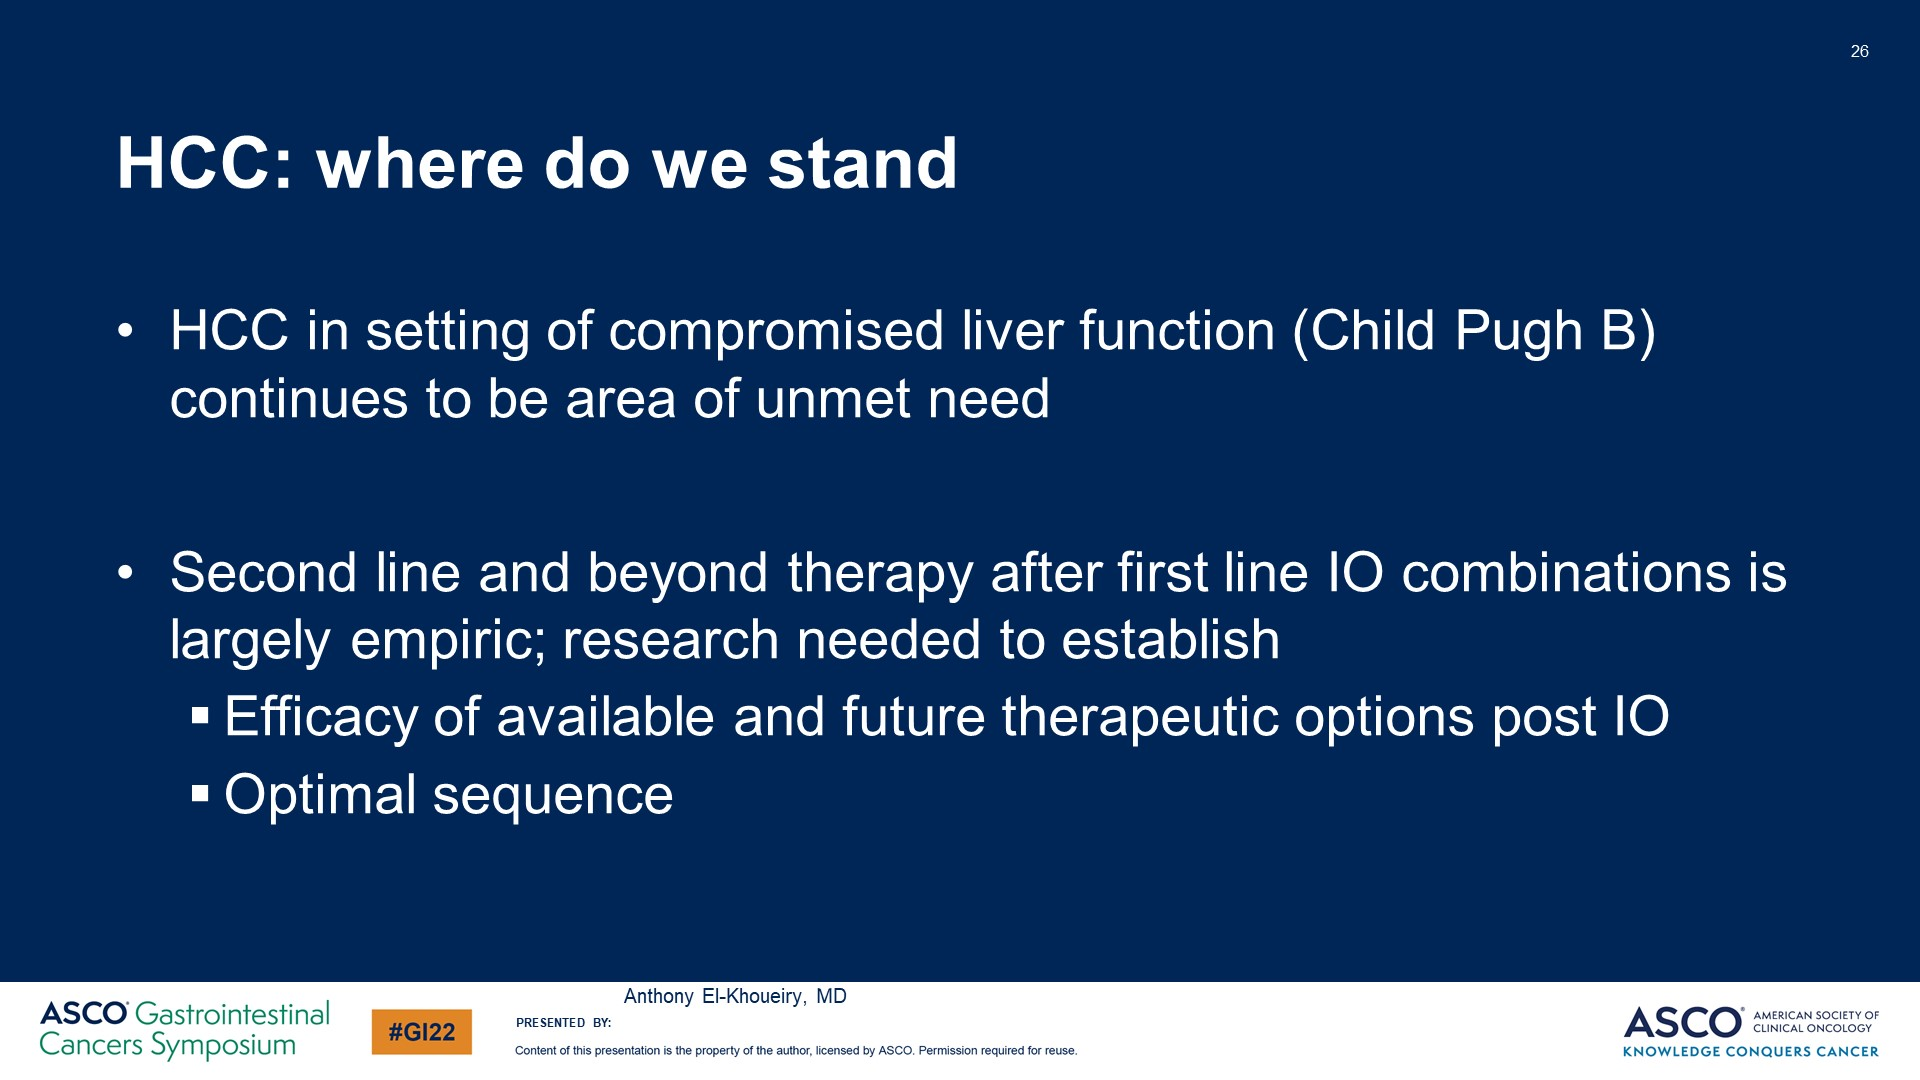 26
HCC: where do we stand
• HCC in setting of compromised liver function (Child Pugh B)
continues to be area of unmet need
• Second line and beyond therapy after first line IO combinations is
largely empiric; research needed to establish
▪ Efficacy of available and future therapeutic options post IO
▪ Optimal sequence
ASCO® Gastrointestinal
Cancers Symposium
#GI22
Anthony El-Khoueiry, MD
PRESENTED BY:
Content of this presentation is the property of the author, licensed by ASCO. Permission required for reuse.
ASCO® AMERICAN SOCIETY OF
CLINICAL ONCOLOGY
KNOWLEDGE CONQUERS CANCER